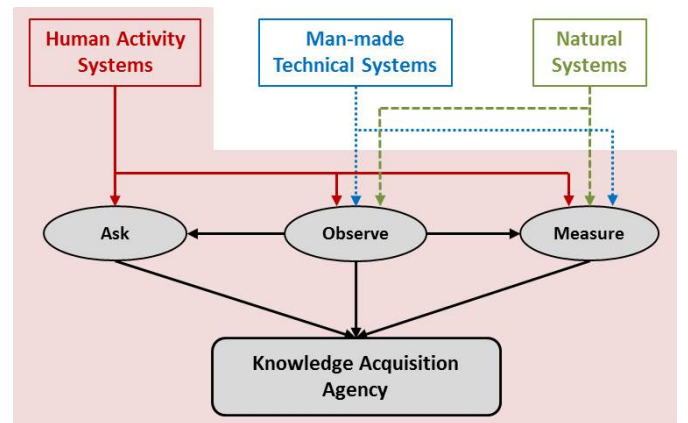 Human Activity
Systems
Man-made
Technical Systems
Natural
Systems
Ask
Observe
Measure
Knowledge Acquisition
Agency